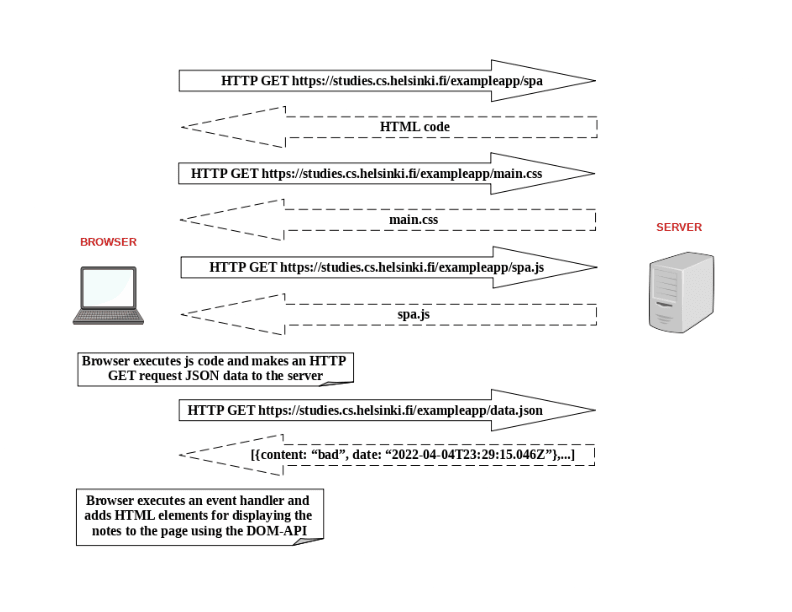 HTTP GET https://studies.cs.helsinki.fi/exampleapp/spa
HTML code
HTTP GET https://studies.cs.helsinki.fi/exampleapp/main.css
main.css
BROWSER
SERVER
HTTP GET https://studies.cs.helsinki.fi/exampleapp/spa.js
spa.js
Browser executes js code and makes an HTTP
GET request JSON data to the server
HTTP GET https://studies.cs.helsinki.fi/exampleapp/data.json
[{content: “bad”, date: “2022-04-04T23:29:15.046Z”},...]
Browser executes an event handler and
adds HTML elements for displaying the
notes to the page using the DOM-API